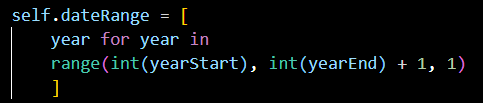 self.dateRange = [
year for year in
range(int(yearStart), int(yearEnd) + 1, 1)
]